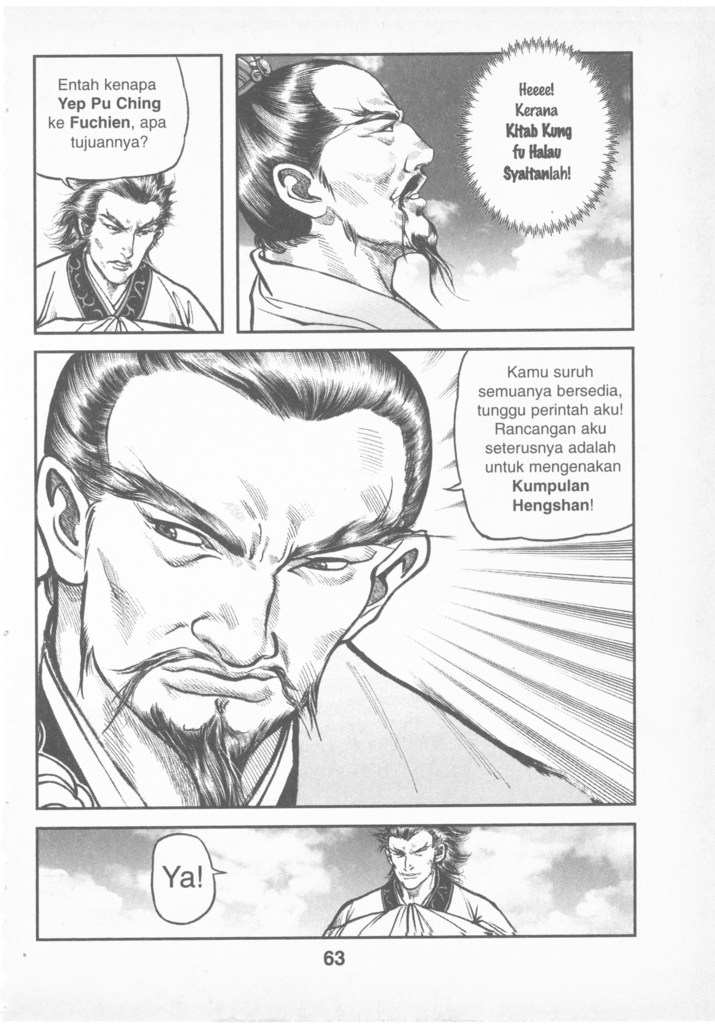 Entah kenapa
Yep Pu Ching
ke Fuchien, apa
tujuannya?
Heeee!
Kerana
Kitab Kung
fu Halau
Syaitanlah!
Kamu suruh
semuanya bersedia,
tunggu perintah aku!
Rancangan aku
seterusnya adalah
untuk mengenakan
Kumpulan
Hengshan!
Ya!
63